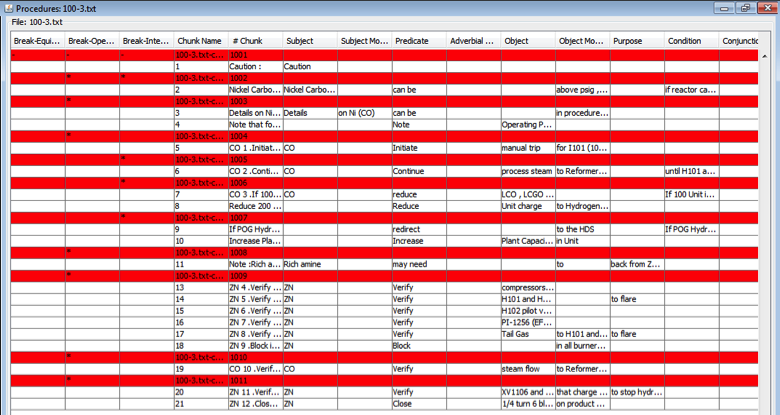 Procedures: 100-3.txt
File: 100-3.txt
Break-Equi... Break-Ope... Break-Inte... Chunk Name # Chunk Subject Subject Mo... Predicate Adverbial ... Object Object Mo... Purpose Condition Conjunctio
* * * 100-3.txt-c... 1001
1 Caution : Caution
* * 100-3.txt-c... 1002
2 Nickel Carbo... Nickel Carbo... can be above psig ,... if reactor ca...
* 100-3.txt-c... 1003
3 Details on Ni... Details on Ni (CO) can be in procedure...
4 Note that fo... Note Operating P...
* 100-3.txt-c... 1004
5 CO 1 .Initiat... CO Initiate manual trip for I101 (10...
* 100-3.txt-c... 1005
6 CO 2 .Conti... CO Continue process steam to Reformer... until H101 a...
* 100-3.txt-c... 1006
7 CO 3 .If 100... CO reduce LCO , LCGO ... If 100 Unit i...
8 Reduce 200 ... Reduce Unit charge to Hydrogen...
* 100-3.txt-c... 1007
9 If POG Hydr... redirect to the HDS If POG Hydr...
10 Increase Pla... Increase Plant Capaci... in Unit
* 100-3.txt-c... 1008
11 Note :Rich a... Rich amine may need to back from Z...
* 100-3.txt-c... 1009
13 ZN 4 .Verify ... ZN Verify compressors...
14 ZN 5 .Verify ... ZN Verify H101 and H... to flare
15 ZN 6 .Verify ... ZN Verify H102 pilot v...
16 ZN 7 .Verify ... ZN Verify PI-1256 (EF...
17 ZN 8 .Verify ... ZN Verify Tail Gas to H101 and... to flare
18 ZN 9 .Block i... ZN Block in all burner...
* 100-3.txt-c... 1010
19 CO 10 .Verif... CO Verify steam flow to Reformer...
* 100-3.txt-c... 1011
20 ZN 11 .Verif... ZN Verify XV1106 and ... that charge ... to stop hydr...
21 ZN 12 .Clos... ZN Close 1/4 turn 6 bl... on product ...